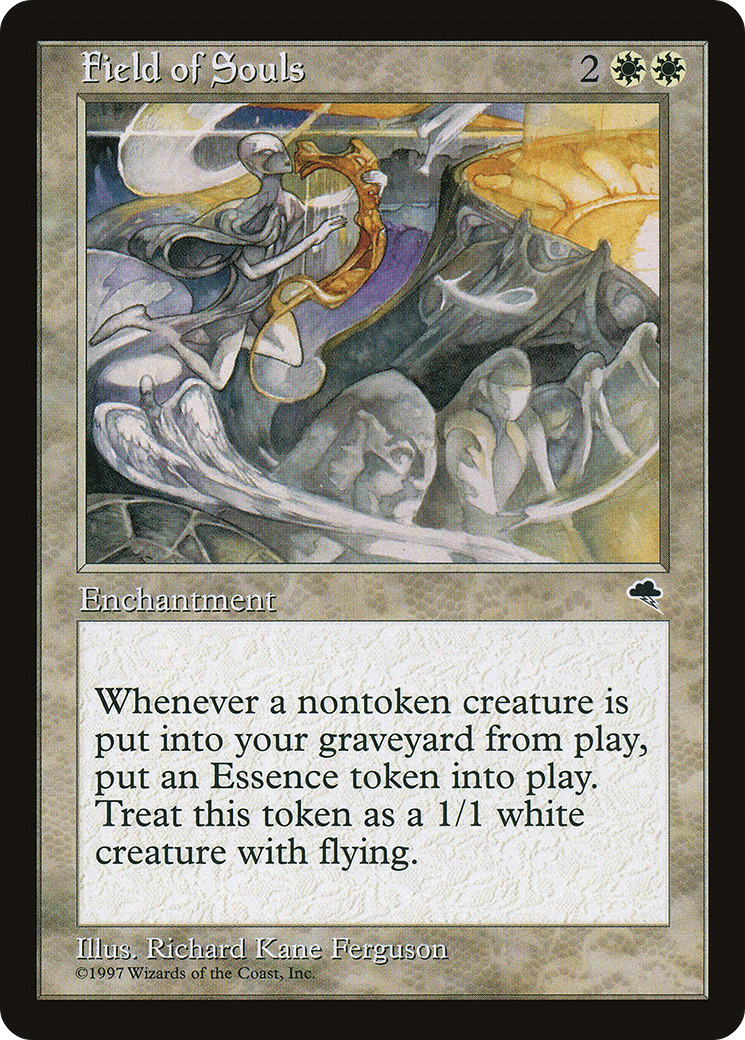 Field of Souls 2
Enchantment
Whenever a nontoken creature is
put into your graveyard from play,
put an Essence token into play.
Treat this token as a 1/1 white
creature with flying.
Illus. Richard Kane Ferguson
©1997 Wizards of the Coast, Inc.